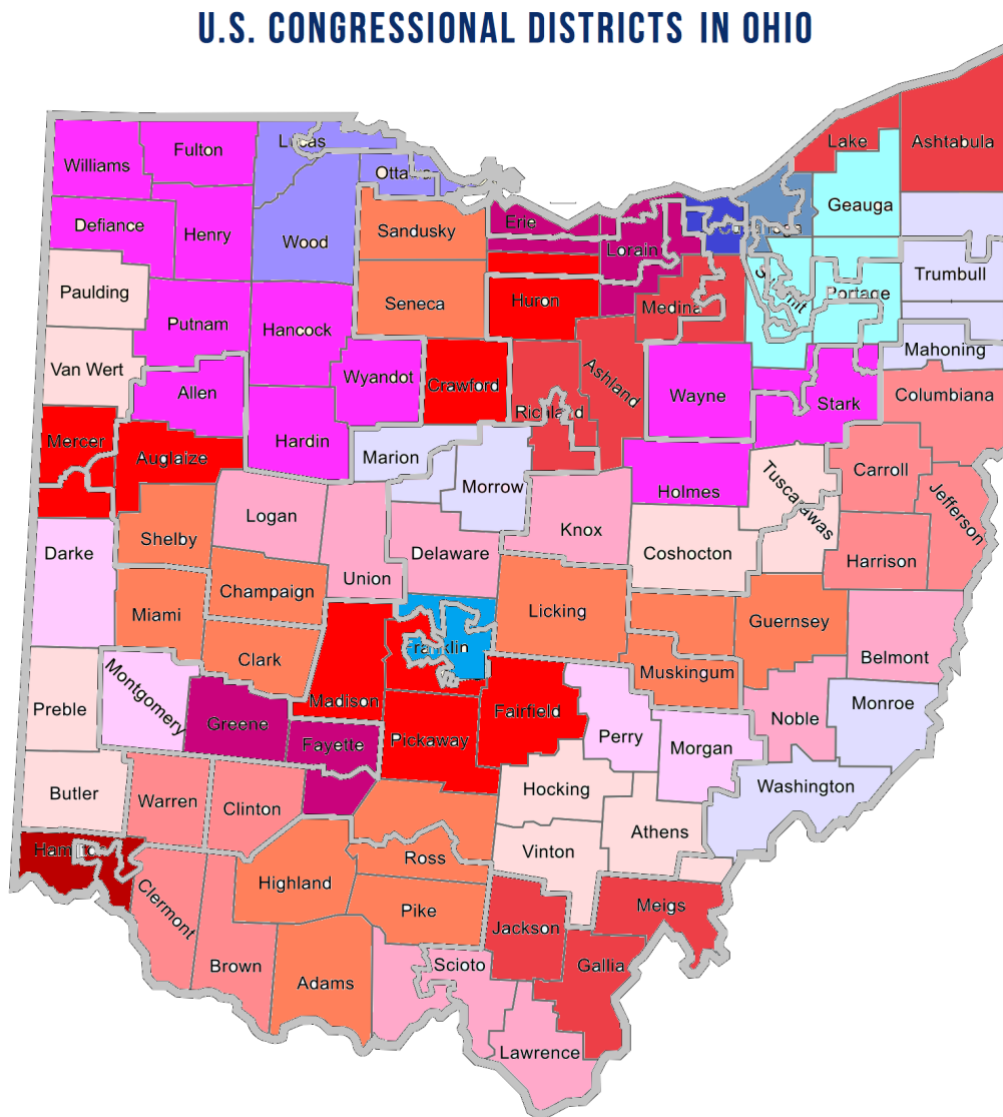 U.S. CONGRESSIONAL DISTRICTS IN OHIO
Lake
Ashtabula
Williams
Fulton
Geauga
Erie
Defiance
Henry
Wood
Sandusky
Lorain
Trumbull
Paulding
Seneca
Huron
Medina
Portage
Putnam
Hancock
Mahoning
Van Wert
Wyandot
Crawford
Ashland
Wayne
Stark
Columbiana
Allen
Richland
Mercer
Auglaize
Hardin
Marion
Morrow
Holmes
Tuscarawas
Carroll
Jefferson
Logan
Knox
Shelby
Darke
Delaware
Coshocton
Harrison
Union
Champaign
Miami
Licking
Guernsey
Franklin
Clark
Muskingum
Belmont
Montgomery
Madison
Preble
Greene
Fairfield
Noble
Monroe
Fayette
Pickaway
Perry
Morgan
Butler
Warren
Clinton
Hocking
Washington
Athens
Vinton
Ross
Highland
Clermont
Pike
Meigs
Jackson
Brown
Adams
Scioto
Gallia
Lawrence